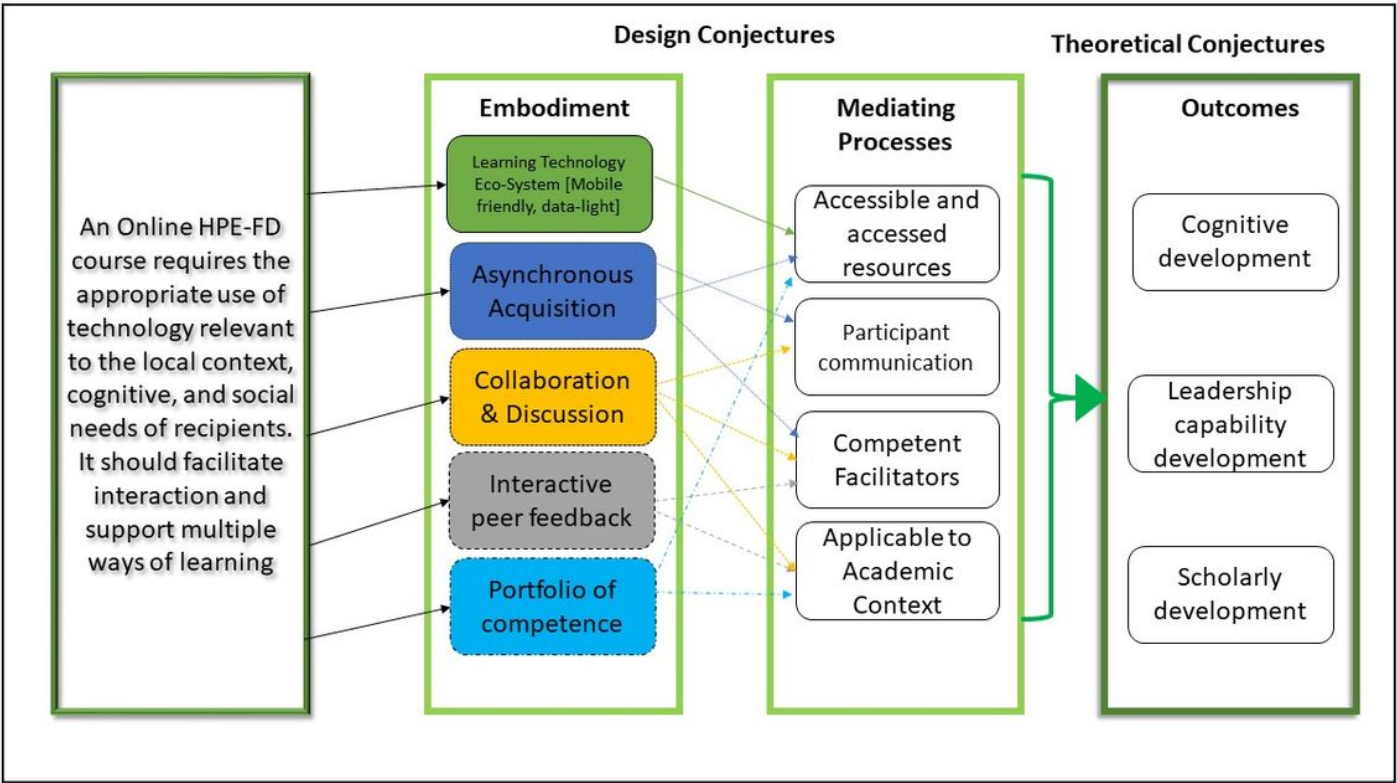 Design Conjectures
Theoretical Conjectures
An Online HPE-FD
course requires the
appropriate use of
technology relevant
to the local context,
cognitive, and social
needs of recipients.
It should facilitate
interaction and
support multiple
ways of learning
Embodiment
Learning Technology
Eco-System [Mobile
friendly, data-light]
Asynchronous
Acquisition
Collaboration
& Discussion
Interactive
peer feedback
Portfolio of
competence
Mediating
Processes
Accessible and
accessed
resources
Participant
communication
Competent
Facilitators
Applicable to
Academic
Context
Outcomes
Cognitive
development
Leadership
capability
development
Scholarly
development